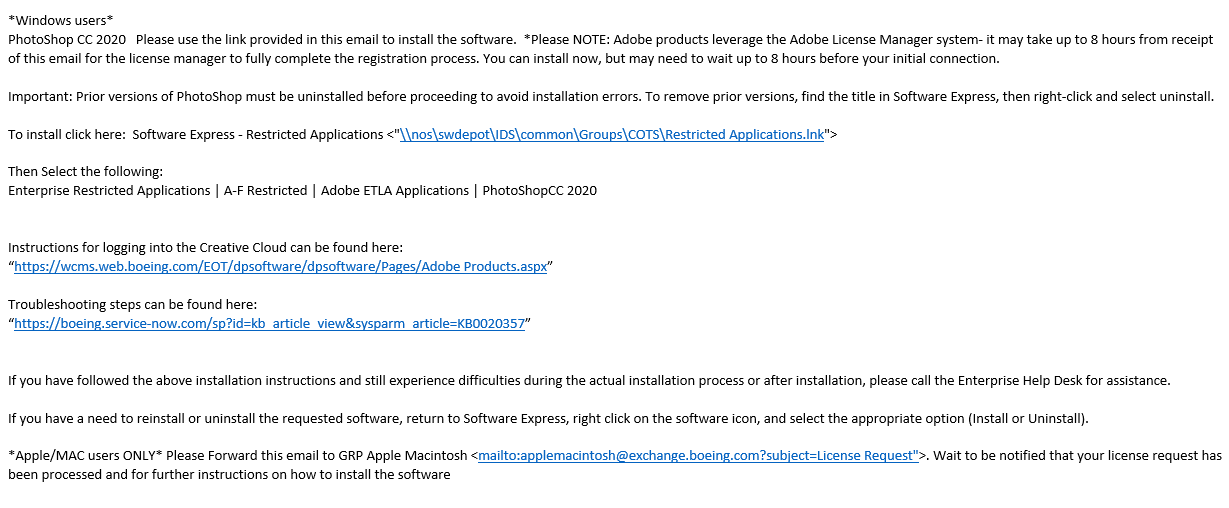 *Windows users*
PhotoShop CC 2020   Please use the link provided in this email to install the software.  *Please NOTE: Adobe products leverage the Adobe License Manager system- it may take up to 8 hours from receipt
of this email for the license manager to fully complete the registration process. You can install now, but may need to wait up to 8 hours before your initial connection.
Important: Prior versions of PhotoShop must be uninstalled before proceeding to avoid installation errors. To remove prior versions, find the title in Software Express, then right-click and select uninstall.
To install click here:  Software Express - Restricted Applications <"\\nos\swdepot\IDS\common\Groups\COTS\Restricted Applications.lnk">
Then Select the following:
Enterprise Restricted Applications | A-F Restricted | Adobe ETLA Applications | PhotoShopCC 2020
Instructions for logging into the Creative Cloud can be found here:
“https://wcms.web.boeing.com/EOT/dpsoftware/dpsoftware/Pages/Adobe Products.aspx”
Troubleshooting steps can be found here:
“https://boeing.service-now.com/sp?id=kb_article_view&sysparm_article=KB0020357”
If you have followed the above installation instructions and still experience difficulties during the actual installation process or after installation, please call the Enterprise Help Desk for assistance.
If you have a need to reinstall or uninstall the requested software, return to Software Express, right click on the software icon, and select the appropriate option (Install or Uninstall).
*Apple/MAC users ONLY* Please Forward this email to GRP Apple Macintosh <mailto:applemacintosh@exchange.boeing.com?subject=License Request">. Wait to be notified that your license request has
been processed and for further instructions on how to install the software